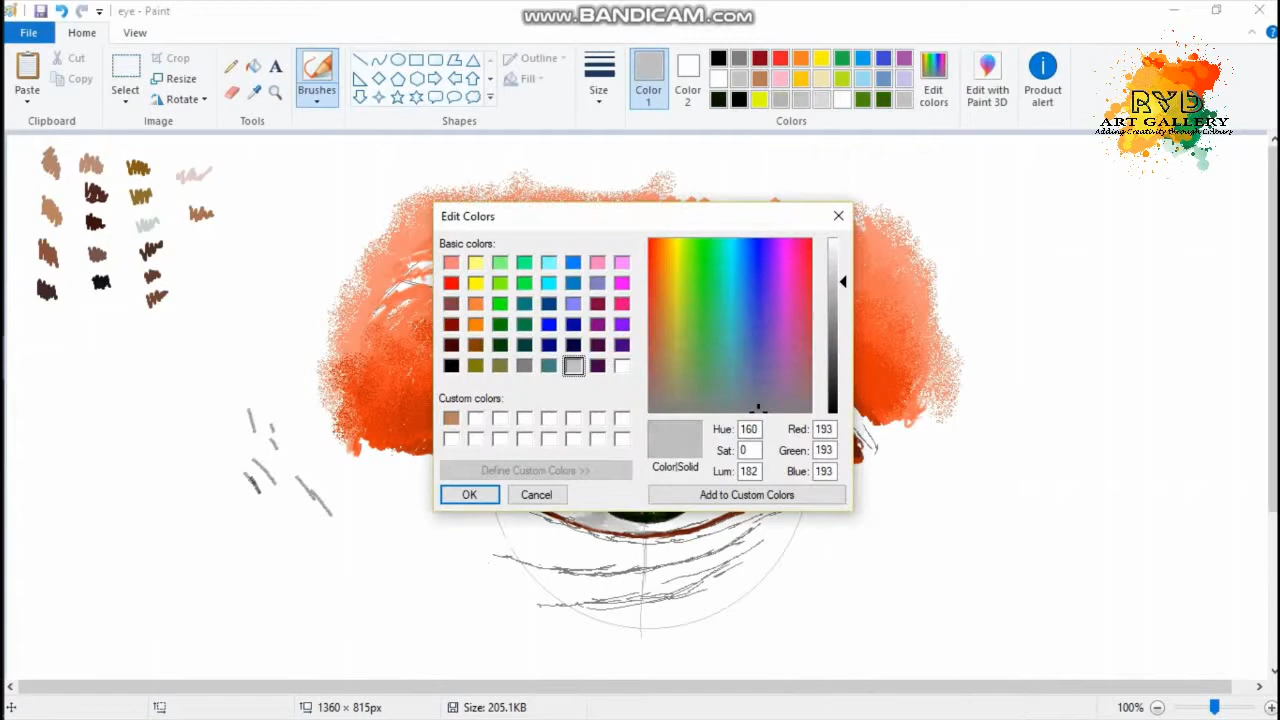 eye - Paint
www.BANDICAM.com
File
Home
View
Paste
Cut
Copy
Clipboard
Select
Crop
Resize
Rotate
Image
A
Tools
Brushes
Shapes
Outline
Fill
Size
Color 1
Color 2
Edit colors
Colors
Edit with Paint 3D
Product alert
RYB
ART GALLERY
Adding Creativity through Colours
Edit Colors
Basic colors:
Custom colors:
Define Custom Colors >>
OK
Cancel
Color|Solid
Hue: 160
Sat: 0
Lum: 182
Red: 193
Green: 193
Blue: 193
Add to Custom Colors
1360 × 815px
Size: 205.1KB
100%